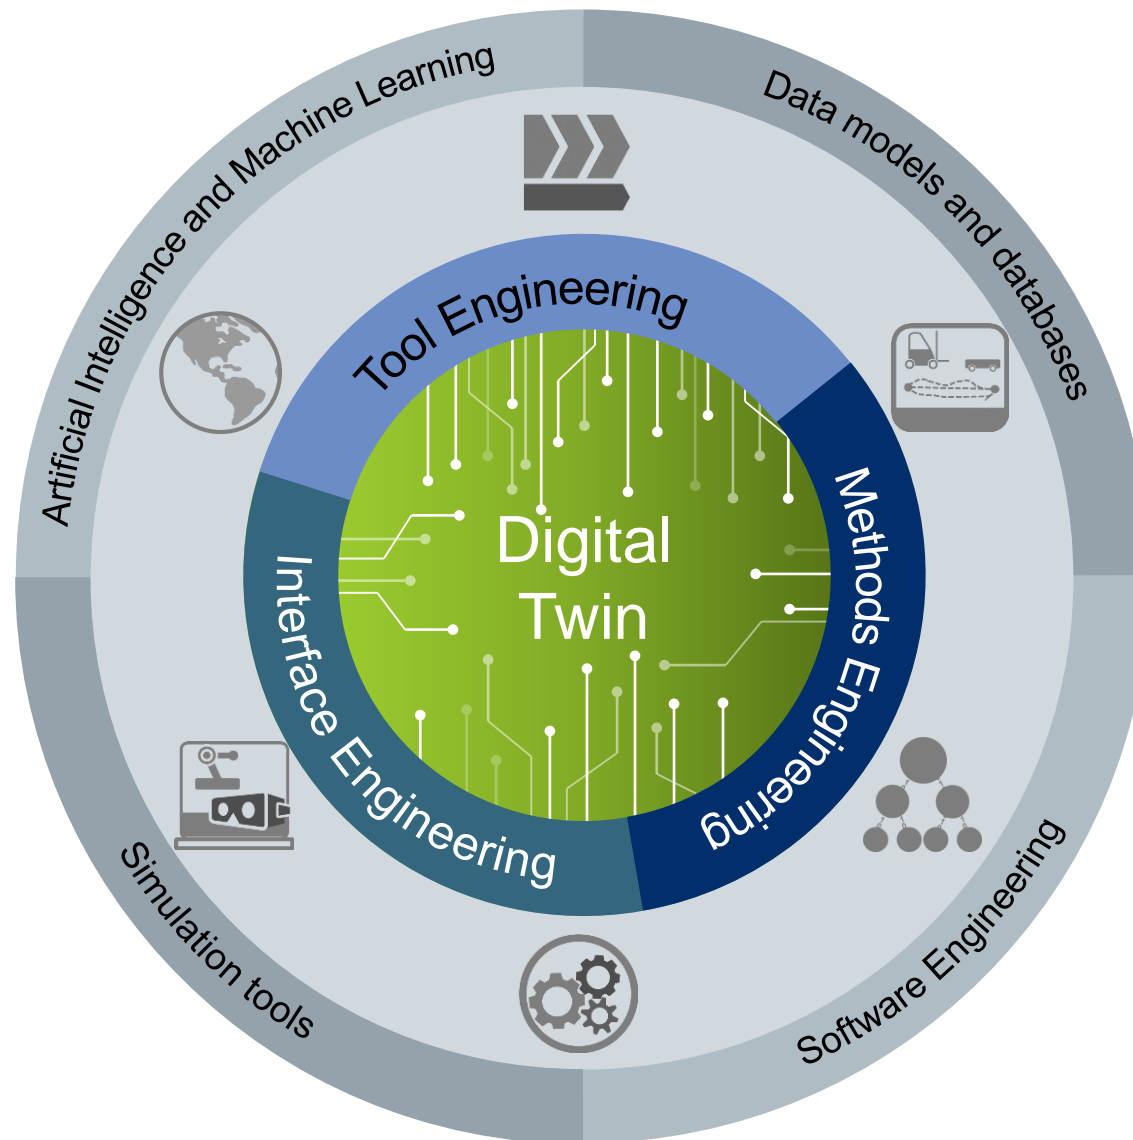 Artificial Intelligence and Machine Learning
Data models and databases
Tool Engineering
Methods Engineering
Interface Engineering
Digital
Twin
Simulation tools
Software Engineering